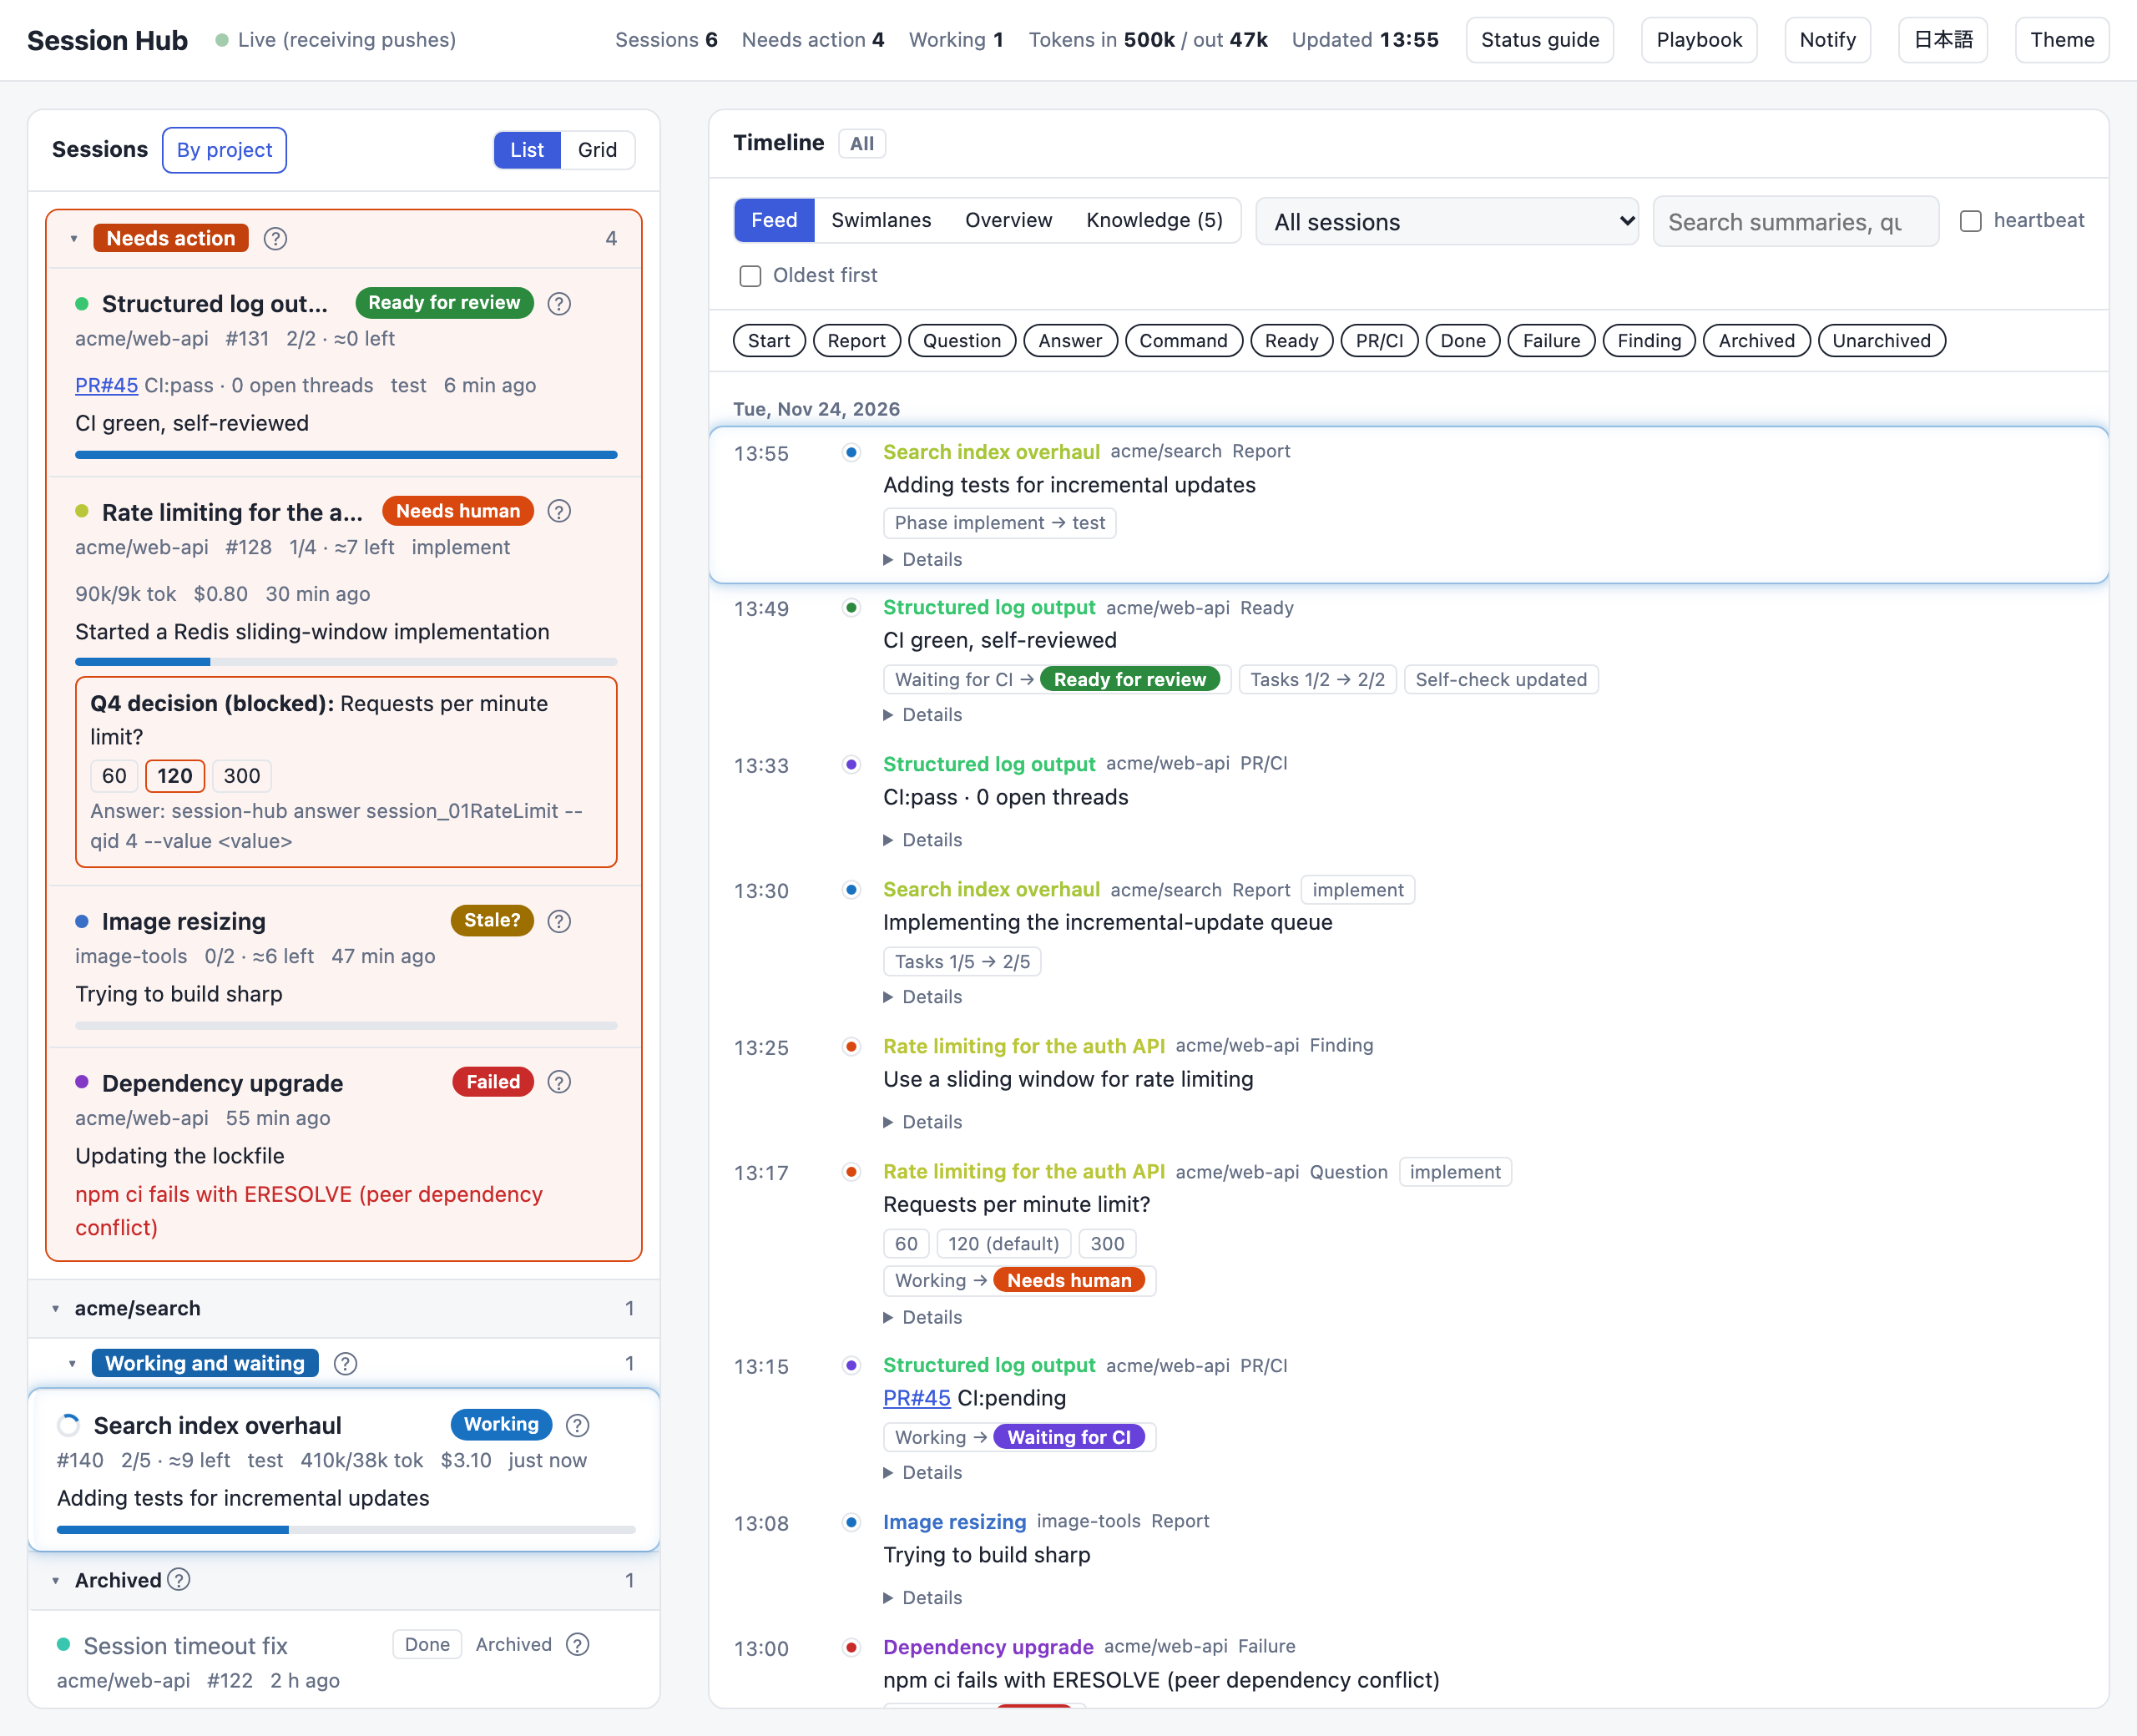 Session Hub
Live (receiving pushes)
Sessions 6 Needs action 4 Working 1 Tokens in 500k / out 47k Updated 13:55
Status guide
Playbook
Notify
日本語
Theme
Sessions
By project
List
Grid
Needs action ? 4
Structured log out... Ready for review ?
acme/web-api #131 2/2 · ≈0 left
PR#45 CI:pass · 0 open threads test 6 min ago
CI green, self-reviewed
Rate limiting for the a... Needs human ?
acme/web-api #128 1/4 · ≈7 left implement
90k/9k tok $0.80 30 min ago
Started a Redis sliding-window implementation
Q4 decision (blocked): Requests per minute
limit?
60 120 300
Answer: session-hub answer session_01RateLimit --
qid 4 --value <value>
Image resizing Stale? ?
image-tools 0/2 · ≈6 left 47 min ago
Trying to build sharp
Dependency upgrade Failed ?
acme/web-api 55 min ago
Updating the lockfile
npm ci fails with ERESOLVE (peer dependency
conflict)
acme/search 1
Working and waiting ? 1
Search index overhaul Working ?
#140 2/5 · ≈9 left test 410k/38k tok $3.10 just now
Adding tests for incremental updates
Archived ? 1
Session timeout fix Done Archived ?
acme/web-api #122 2 h ago
Timeline All
Feed Swimlanes Overview Knowledge (5) All sessions Search summaries, qu heartbeat
Oldest first
Start Report Question Answer Command Ready PR/CI Done Failure Finding Archived Unarchived
Tue, Nov 24, 2026
13:55 Search index overhaul acme/search Report
Adding tests for incremental updates
Phase implement → test
Details
13:49 Structured log output acme/web-api Ready
CI green, self-reviewed
Waiting for CI → Ready for review Tasks 1/2 → 2/2 Self-check updated
Details
13:33 Structured log output acme/web-api PR/CI
CI:pass · 0 open threads
Details
13:30 Search index overhaul acme/search Report implement
Implementing the incremental-update queue
Tasks 1/5 → 2/5
Details
13:25 Rate limiting for the auth API acme/web-api Finding
Use a sliding window for rate limiting
Details
13:17 Rate limiting for the auth API acme/web-api Question implement
Requests per minute limit?
60 120 (default) 300
Working → Needs human
Details
13:15 Structured log output acme/web-api PR/CI
PR#45 CI:pending
Working → Waiting for CI
Details
13:08 Image resizing image-tools Report
Trying to build sharp
Details
13:00 Dependency upgrade acme/web-api Failure
npm ci fails with ERESOLVE (peer dependency conflict)